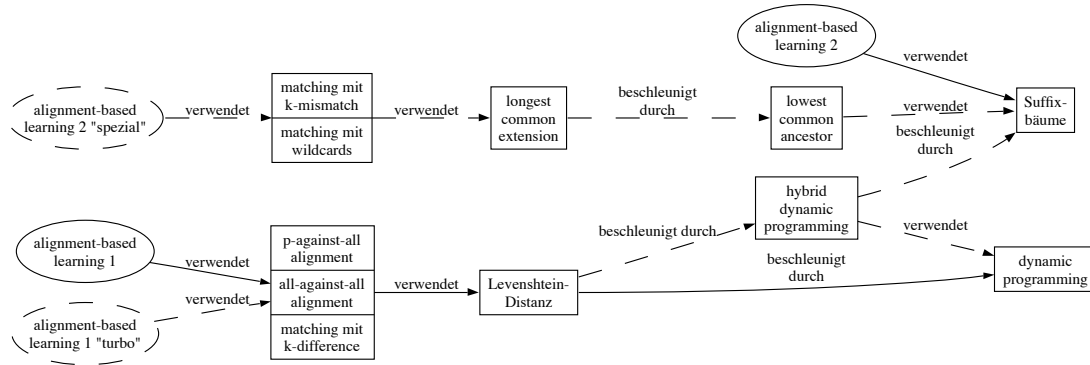 alignment-based
learning 2
verwendet
alignment-based
learning 2 "spezial"
verwendet
matching mit
k-mismatch
matching mit
wildcards
verwendet
longest
common
extension
beschleunigt
durch
lowest
common
ancestor
verwendet
Suffix-
bäume
beschleunigt
durch
alignment-based
learning 1
verwendet
alignment-based
learning 1 "turbo"
verwendet
p-against-all
alignment
all-against-all
alignment
matching mit
k-difference
verwendet
Levenshtein-
Distanz
beschleunigt durch
hybrid
dynamic
programming
verwendet
beschleunigt
durch
dynamic
programming